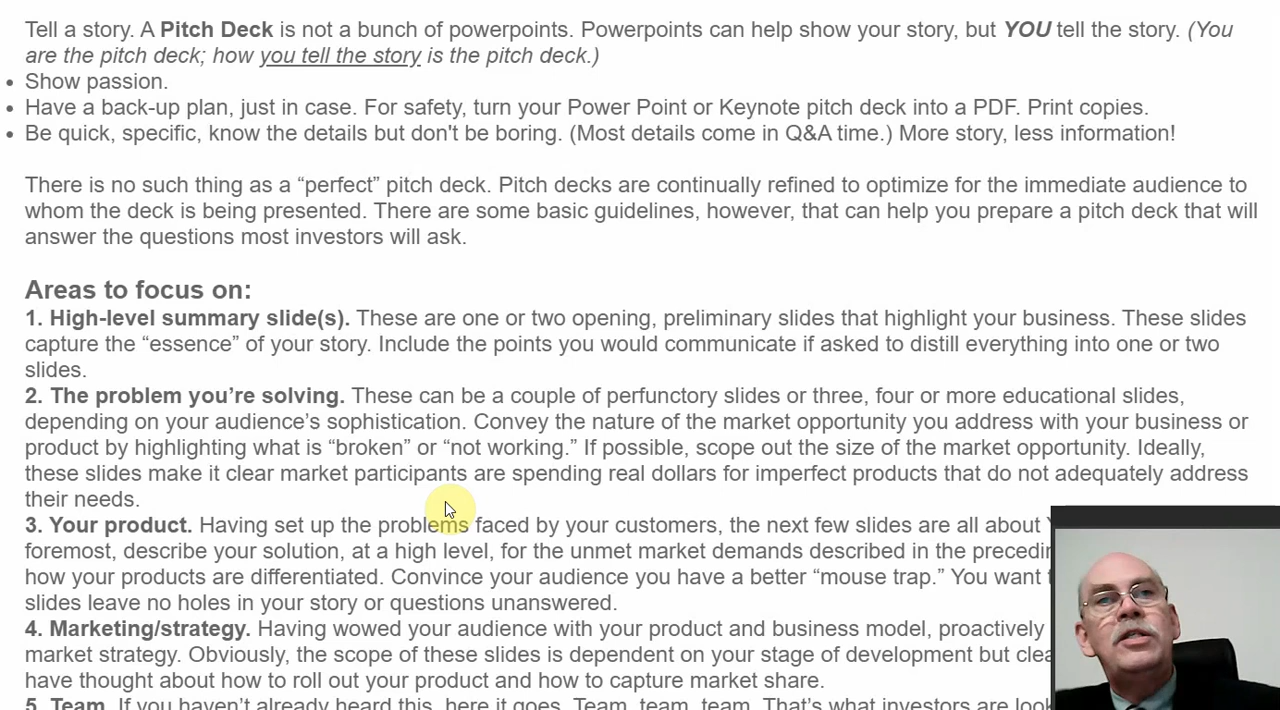 Tell a story. A Pitch Deck is not a bunch of powerpoints. Powerpoints can help show your story, but YOU tell the story. (You
are the pitch deck; how you tell the story is the pitch deck.)
• Show passion.
• Have a back-up plan, just in case. For safety, turn your Power Point or Keynote pitch deck into a PDF. Print copies.
• Be quick, specific, know the details but don't be boring. (Most details come in Q&A time.) More story, less information!
There is no such thing as a “perfect” pitch deck. Pitch decks are continually refined to optimize for the immediate audience to
whom the deck is being presented. There are some basic guidelines, however, that can help you prepare a pitch deck that will
answer the questions most investors will ask.
Areas to focus on:
1. High-level summary slide(s). These are one or two opening, preliminary slides that highlight your business. These slides
capture the “essence” of your story. Include the points you would communicate if asked to distill everything into one or two
slides.
2. The problem you’re solving. These can be a couple of perfunctory slides or three, four or more educational slides,
depending on your audience’s sophistication. Convey the nature of the market opportunity you address with your business or
product by highlighting what is “broken” or “not working.” If possible, scope out the size of the market opportunity. Ideally,
these slides make it clear market participants are spending real dollars for imperfect products that do not adequately address
their needs.
3. Your product. Having set up the problems faced by your customers, the next few slides are all about
foremost, describe your solution, at a high level, for the unmet market demands described in the
how your products are differentiated. Convince your audience you have a better “mouse trap.” You want
slides leave no holes in your story or questions unanswered.
4. Marketing/strategy. Having wowed your audience with your product and business model, proactively
market strategy. Obviously, the scope of these slides is dependent on your stage of development but
have thought about how to roll out your product and how to capture market share.
5. Team. If you haven’t already heard this, here it goes. Team, team, team. That’s what investors are